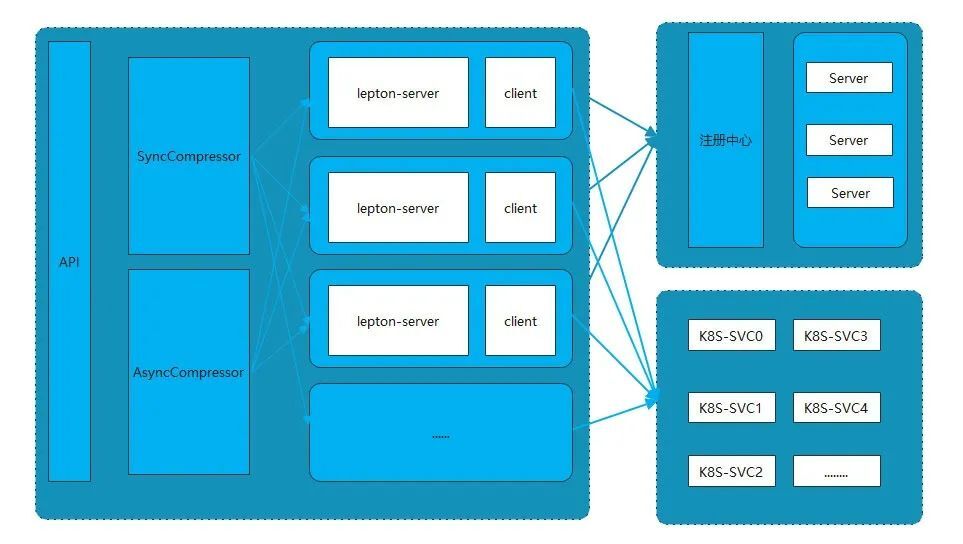 API
SyncCompressor
AsyncCompressor
lepton-server
client
lepton-server
client
lepton-server
client
......
注册中心
Server
Server
Server
K8S-SVC0
K8S-SVC3
K8S-SVC1
K8S-SVC4
K8S-SVC2
........